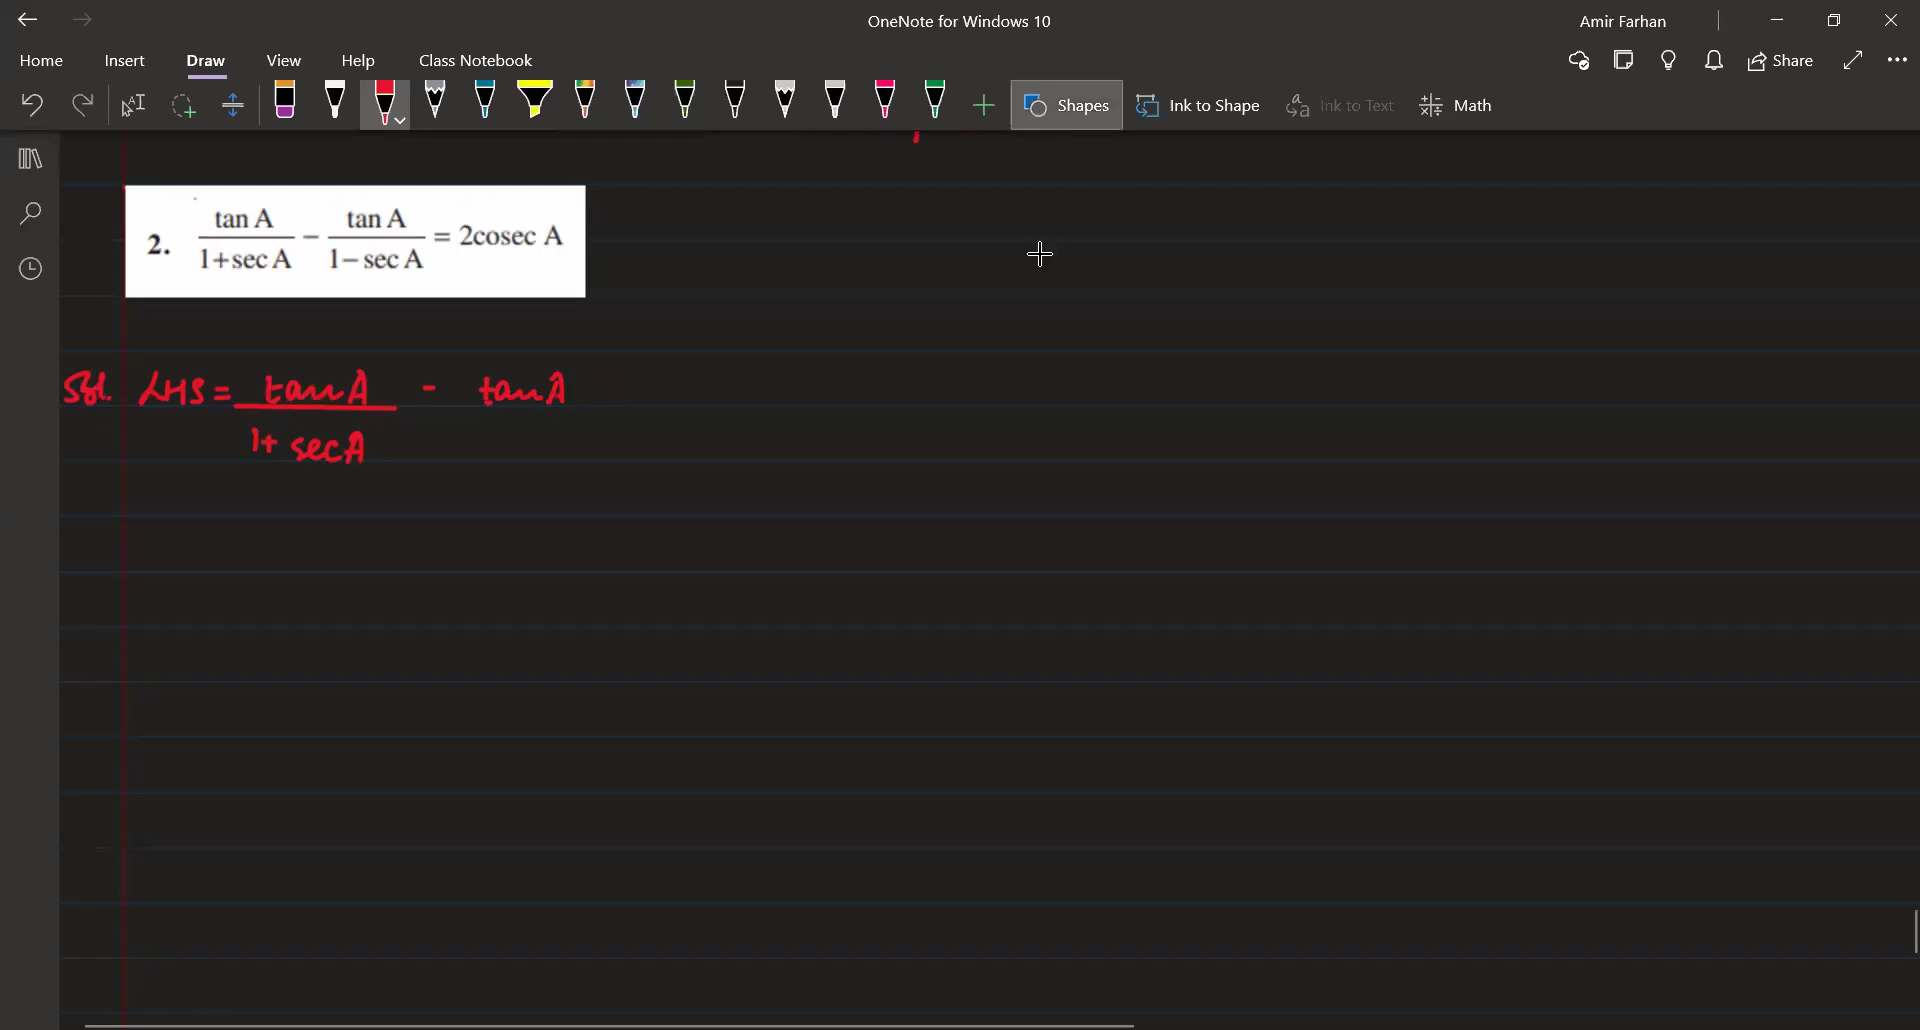 OneNote for Windows 10
Amir Farhan
Home Insert Draw View Help Class Notebook
Share
Shapes Ink to Shape Ink to Text Math
2. tan A / 1+sec A − tan A / 1−sec A = 2cosec A
Sol. LHS = tanA / 1+ secA - tanA